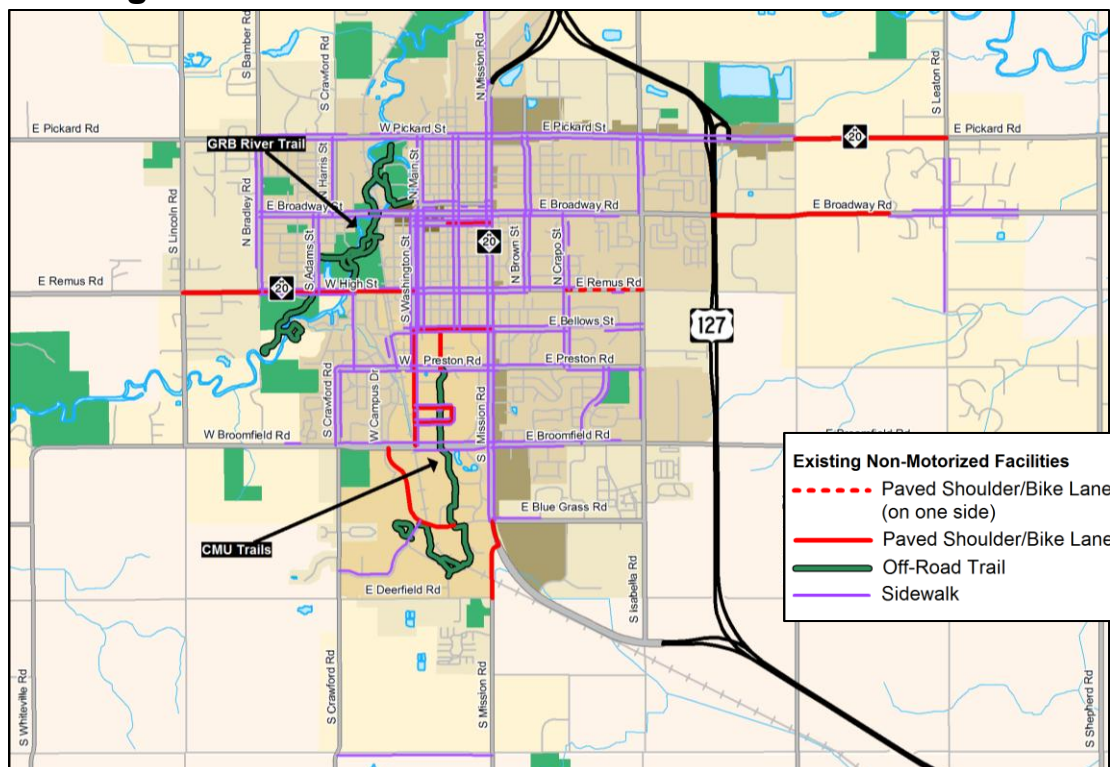 S Bamber Rd
S Crawford Rd
N Mission Rd
S Leaton Rd
E Pickard Rd
W Pickard St
E Pickard St
20
E Pickard Rd
GRB River Trail
N Harris St
N Main St
S Lincoln Rd
N Bradley Rd
E Broadway St
E Broadway Rd
E Broadway Rd
S Adams St
S Washington St
20
N Brown St
N Crapo St
E Remus Rd
20
W High St
E Remus Rd
127
E Bellows St
W Preston Rd
E Preston Rd
S Crawford Rd
W Campus Dr
S Mission Rd
W Broomfield Rd
E Broomfield Rd
E Broomfield Rd
Existing Non-Motorized Facilities
Paved Shoulder/Bike Lane
(on one side)
Paved Shoulder/Bike Lane
Off-Road Trail
Sidewalk
E Blue Grass Rd
CMU Trails
E Deerfield Rd
S Isabella Rd
S Whiteville Rd
S Crawford Rd
S Mission Rd
S Shepherd Rd